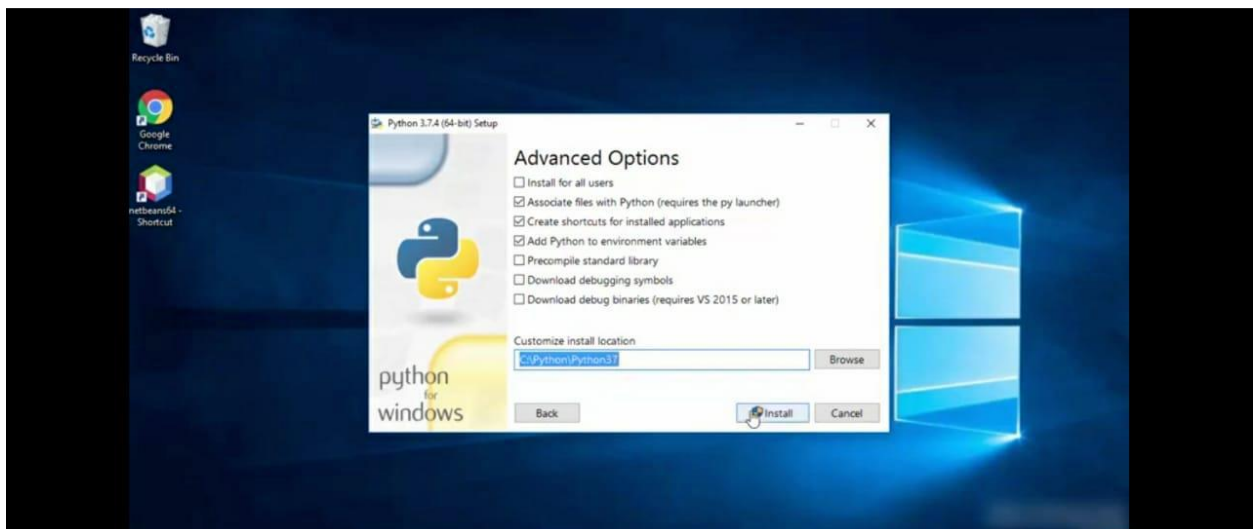 Recycle Bin
Google
Chrome
netbeans64 -
Shortcut
Python 3.7.4 (64-bit) Setup
Advanced Options
Install for all users
Associate files with Python (requires the py launcher)
Create shortcuts for installed applications
Add Python to environment variables
Precompile standard library
Download debugging symbols
Download debug binaries (requires VS 2015 or later)
Customize install location
C:\Python\Python37
Browse
python
for
windows
Back
Install
Cancel